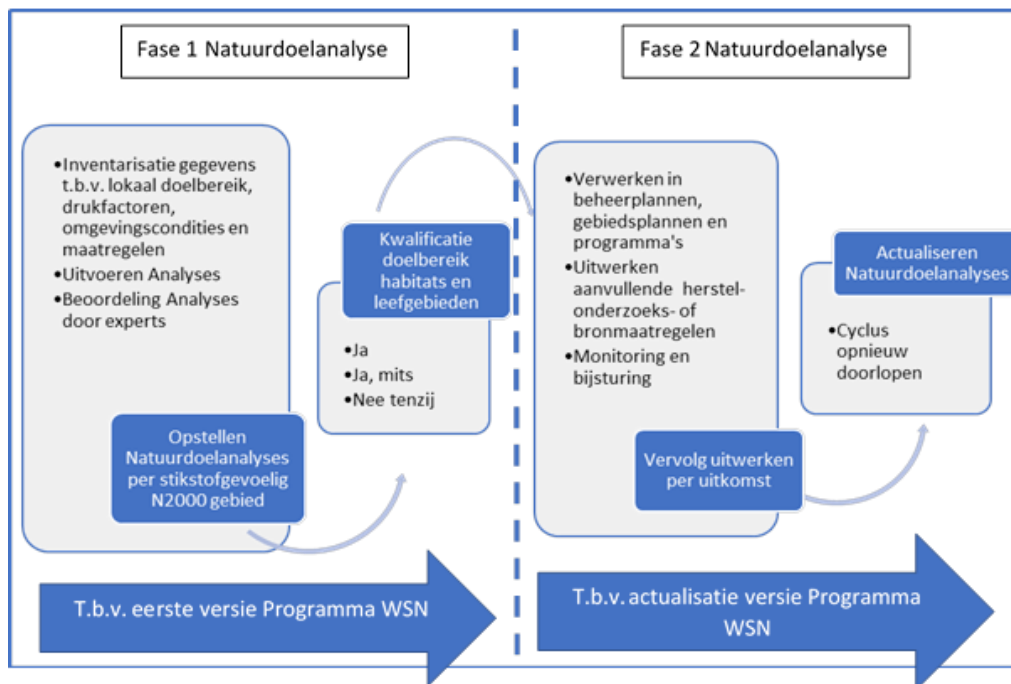 Fase 1 Natuurdoelanalyse
•Inventarisatie gegevens
t.b.v. lokaal doelbereik,
drukfactoren,
omgevingscondities en
maatregelen
•Uitvoeren Analyses
•Beoordeling Analyses
door experts
Opstellen
Natuurdoelanalyses
per stikstofgevoelig
N2000 gebied
Kwalificatie
doelbereik
habitats en
leefgebieden
•Ja
•Ja, mits
•Nee tenzij
T.b.v. eerste versie Programma WSN
Fase 2 Natuurdoelanalyse
•Verwerken in
beheerplannen,
gebiedsplannen en
programma's
•Uitwerken
aanvullende herstel-
onderzoeks- of
bronmaatregelen
•Monitoring en
bijsturing
Vervolg uitwerken
per uitkomst
Actualiseren
Natuurdoelanalyses
•Cyclus
opnieuw
doorlopen
T.b.v. actualisatie versie Programma
WSN